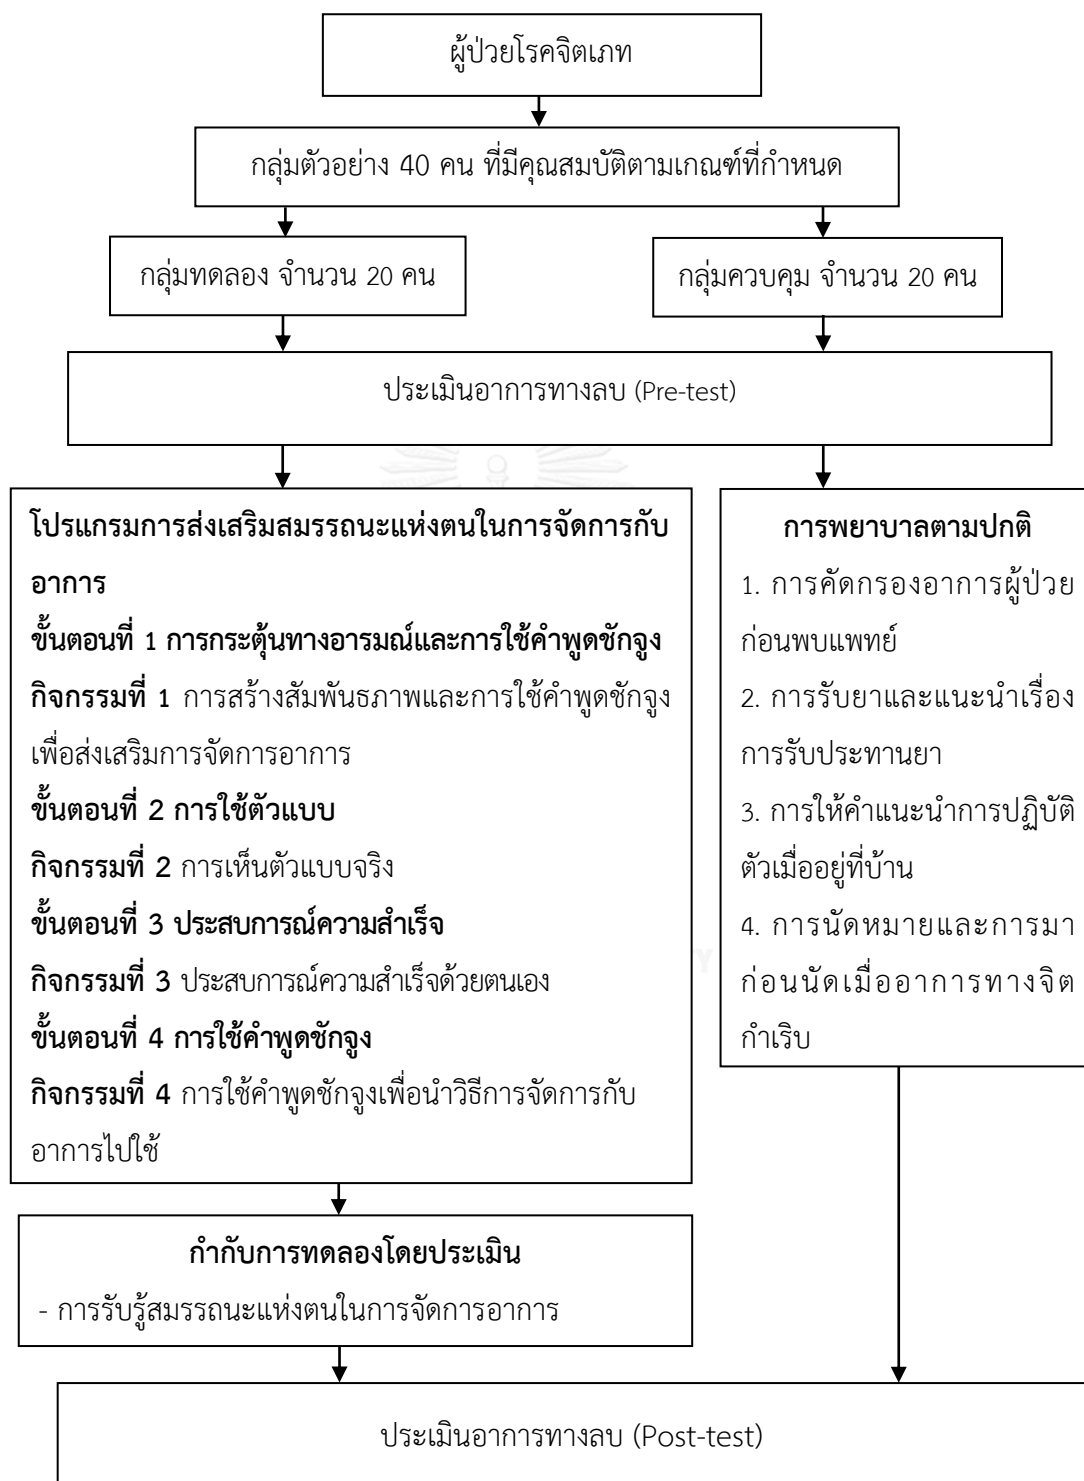 ผู้ป่วยโรคจิตเภท
กลุ่มตัวอย่าง 40 คน ที่มีคุณสมบัติตามเกณฑ์ที่กำหนด
กลุ่มทดลอง จำนวน 20 คน
กลุ่มควบคุม จำนวน 20 คน
ประเมินอาการทางลบ (Pre-test)
โปรแกรมการส่งเสริมสมรรถนะแห่งตนในการจัดการกับ
อาการ
ขั้นตอนที่ 1 การกระตุ้นทางอารมณ์และการใช้คำพูดชักจูง
กิจกรรมที่ 1 การสร้างสัมพันธภาพและการใช้คำพูดชักจูง
เพื่อส่งเสริมการจัดการอาการ
ขั้นตอนที่ 2 การใช้ตัวแบบ
กิจกรรมที่ 2 การเห็นตัวแบบจริง
ขั้นตอนที่ 3 ประสบการณ์ความสำเร็จ
กิจกรรมที่ 3 ประสบการณ์ความสำเร็จด้วยตนเอง
ขั้นตอนที่ 4 การใช้คำพูดชักจูง
กิจกรรมที่ 4 การใช้คำพูดชักจูงเพื่อนำวิธีการจัดการกับ
อาการไปใช้
การพยาบาลตามปกติ
1. การคัดกรองอาการผู้ป่วย
ก่อนพบแพทย์
2. การรับยาและแนะนำเรื่อง
การรับประทานยา
3. การให้คำแนะนำการปฏิบัติ
ตัวเมื่ออยู่ที่บ้าน
4. การนัดหมายและการมา
ก่อนนัดเมื่ออาการทางจิต
กำเริบ
กำกับการทดลองโดยประเมิน
- การรับรู้สมรรถนะแห่งตนในการจัดการอาการ
ประเมินอาการทางลบ (Post-test)